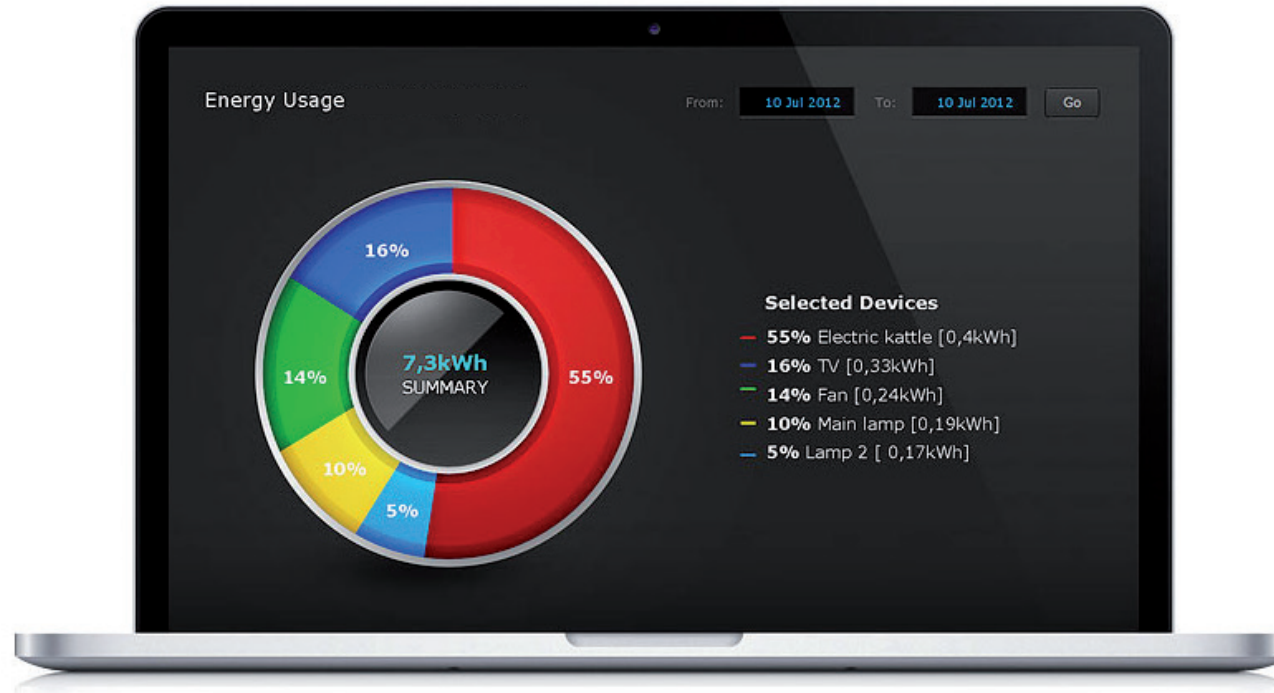 Energy Usage
From: 10 Jul 2012 To: 10 Jul 2012 Go
16%
14%
55%
10%
5%
7,3kWh
SUMMARY
Selected Devices
55% Electric kattle [0,4kWh]
16% TV [0,33kWh]
14% Fan [0,24kWh]
10% Main lamp [0,19kWh]
5% Lamp 2 [ 0,17kWh]